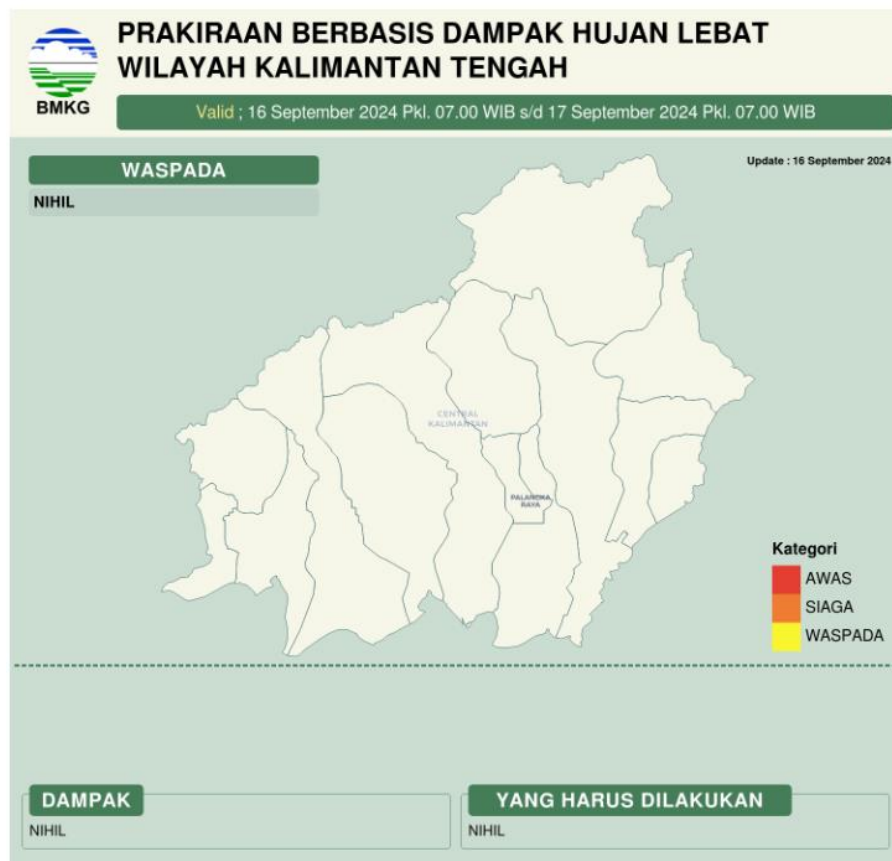 PRAKIRAAN BERBASIS DAMPAK HUJAN LEBAT
WILAYAH KALIMANTAN TENGAH
BMKG
Valid ; 16 September 2024 Pkl. 07.00 WIB s/d 17 September 2024 Pkl. 07.00 WIB
WASPADA
NIHIL
Update : 16 September 2024
CENTRAL
KALIMANTAN
PALANGKA
RAYA
Kategori
AWAS
SIAGA
WASPADA
DAMPAK
NIHIL
YANG HARUS DILAKUKAN
NIHIL